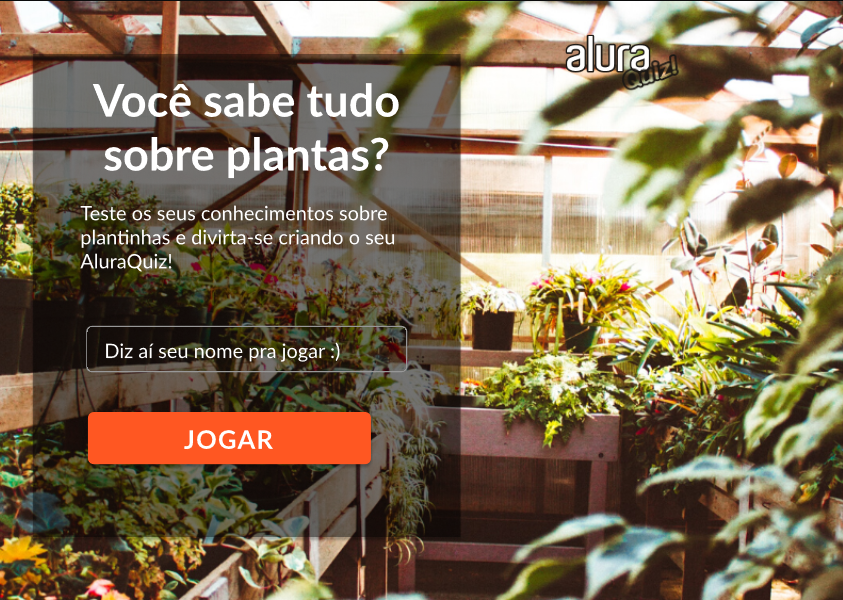 alura
Quiz!
Você sabe tudo
sobre plantas?
Teste os seus conhecimentos sobre
plantinhas e divirta-se criando o seu
AluraQuiz!
Diz aí seu nome pra jogar :)
JOGAR